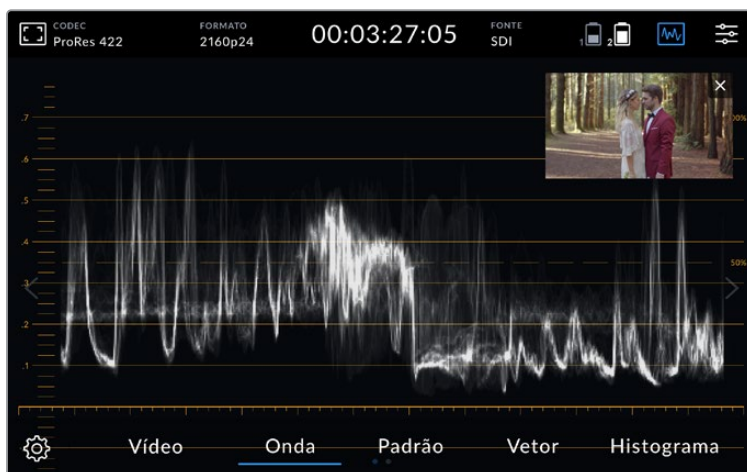 CODEC
ProRes 422
FORMATO
2160p24
00:03:27:05
FONTE
SDI
1
2
.7
.6
.5
.4
.3
.2
.1
50%
Vídeo
Onda
Padrão
Vetor
Histograma